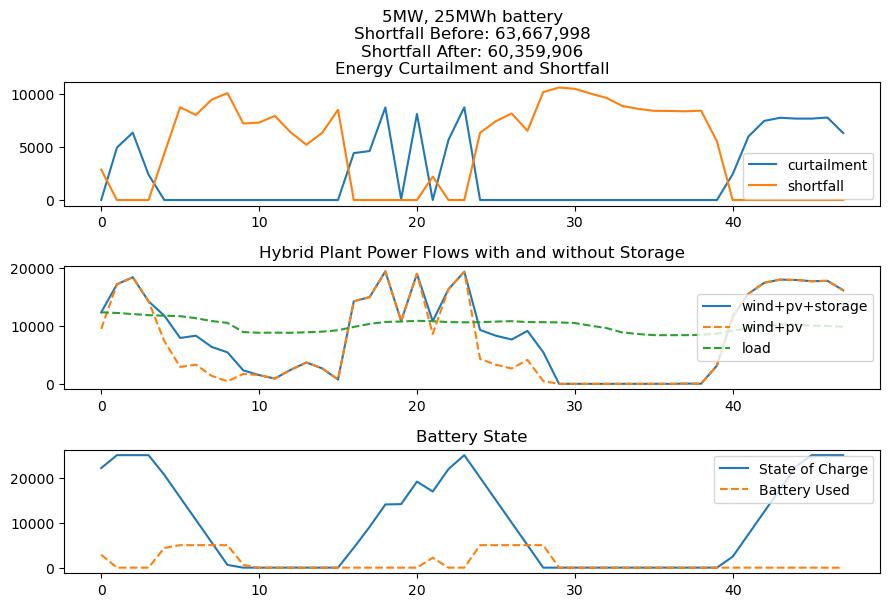 5MW, 25MWh battery
Shortfall Before: 63,667,998
Shortfall After: 60,359,906
Energy Curtailment and Shortfall
10000
5000
0
curtailment
shortfall
0 10 20 30 40
Hybrid Plant Power Flows with and without Storage
20000
10000
0
wind+pv+storage
wind+pv
load
0 10 20 30 40
Battery State
20000
10000
0
State of Charge
Battery Used
0 10 20 30 40